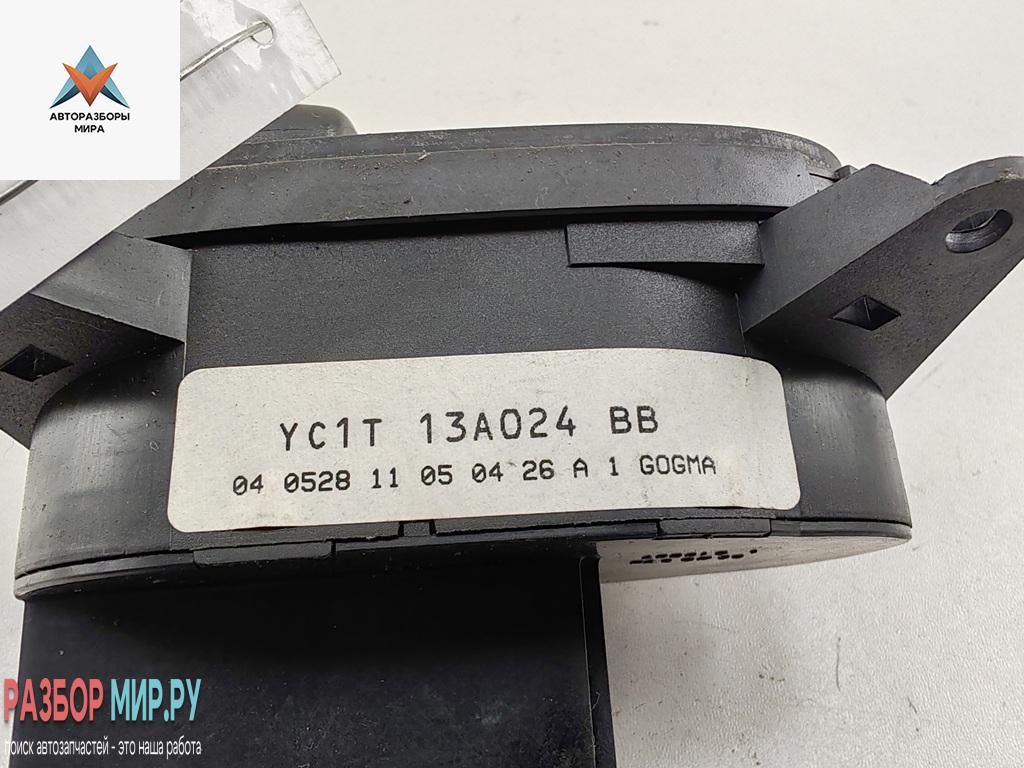 АВТОРАЗБОРЫ
МИРА
YC1T 13A024 BB
04 0528 11 05 04 26 A 1 GOGMA
РАЗБОР МИР.РУ
поиск автозапчастей - это наша работа